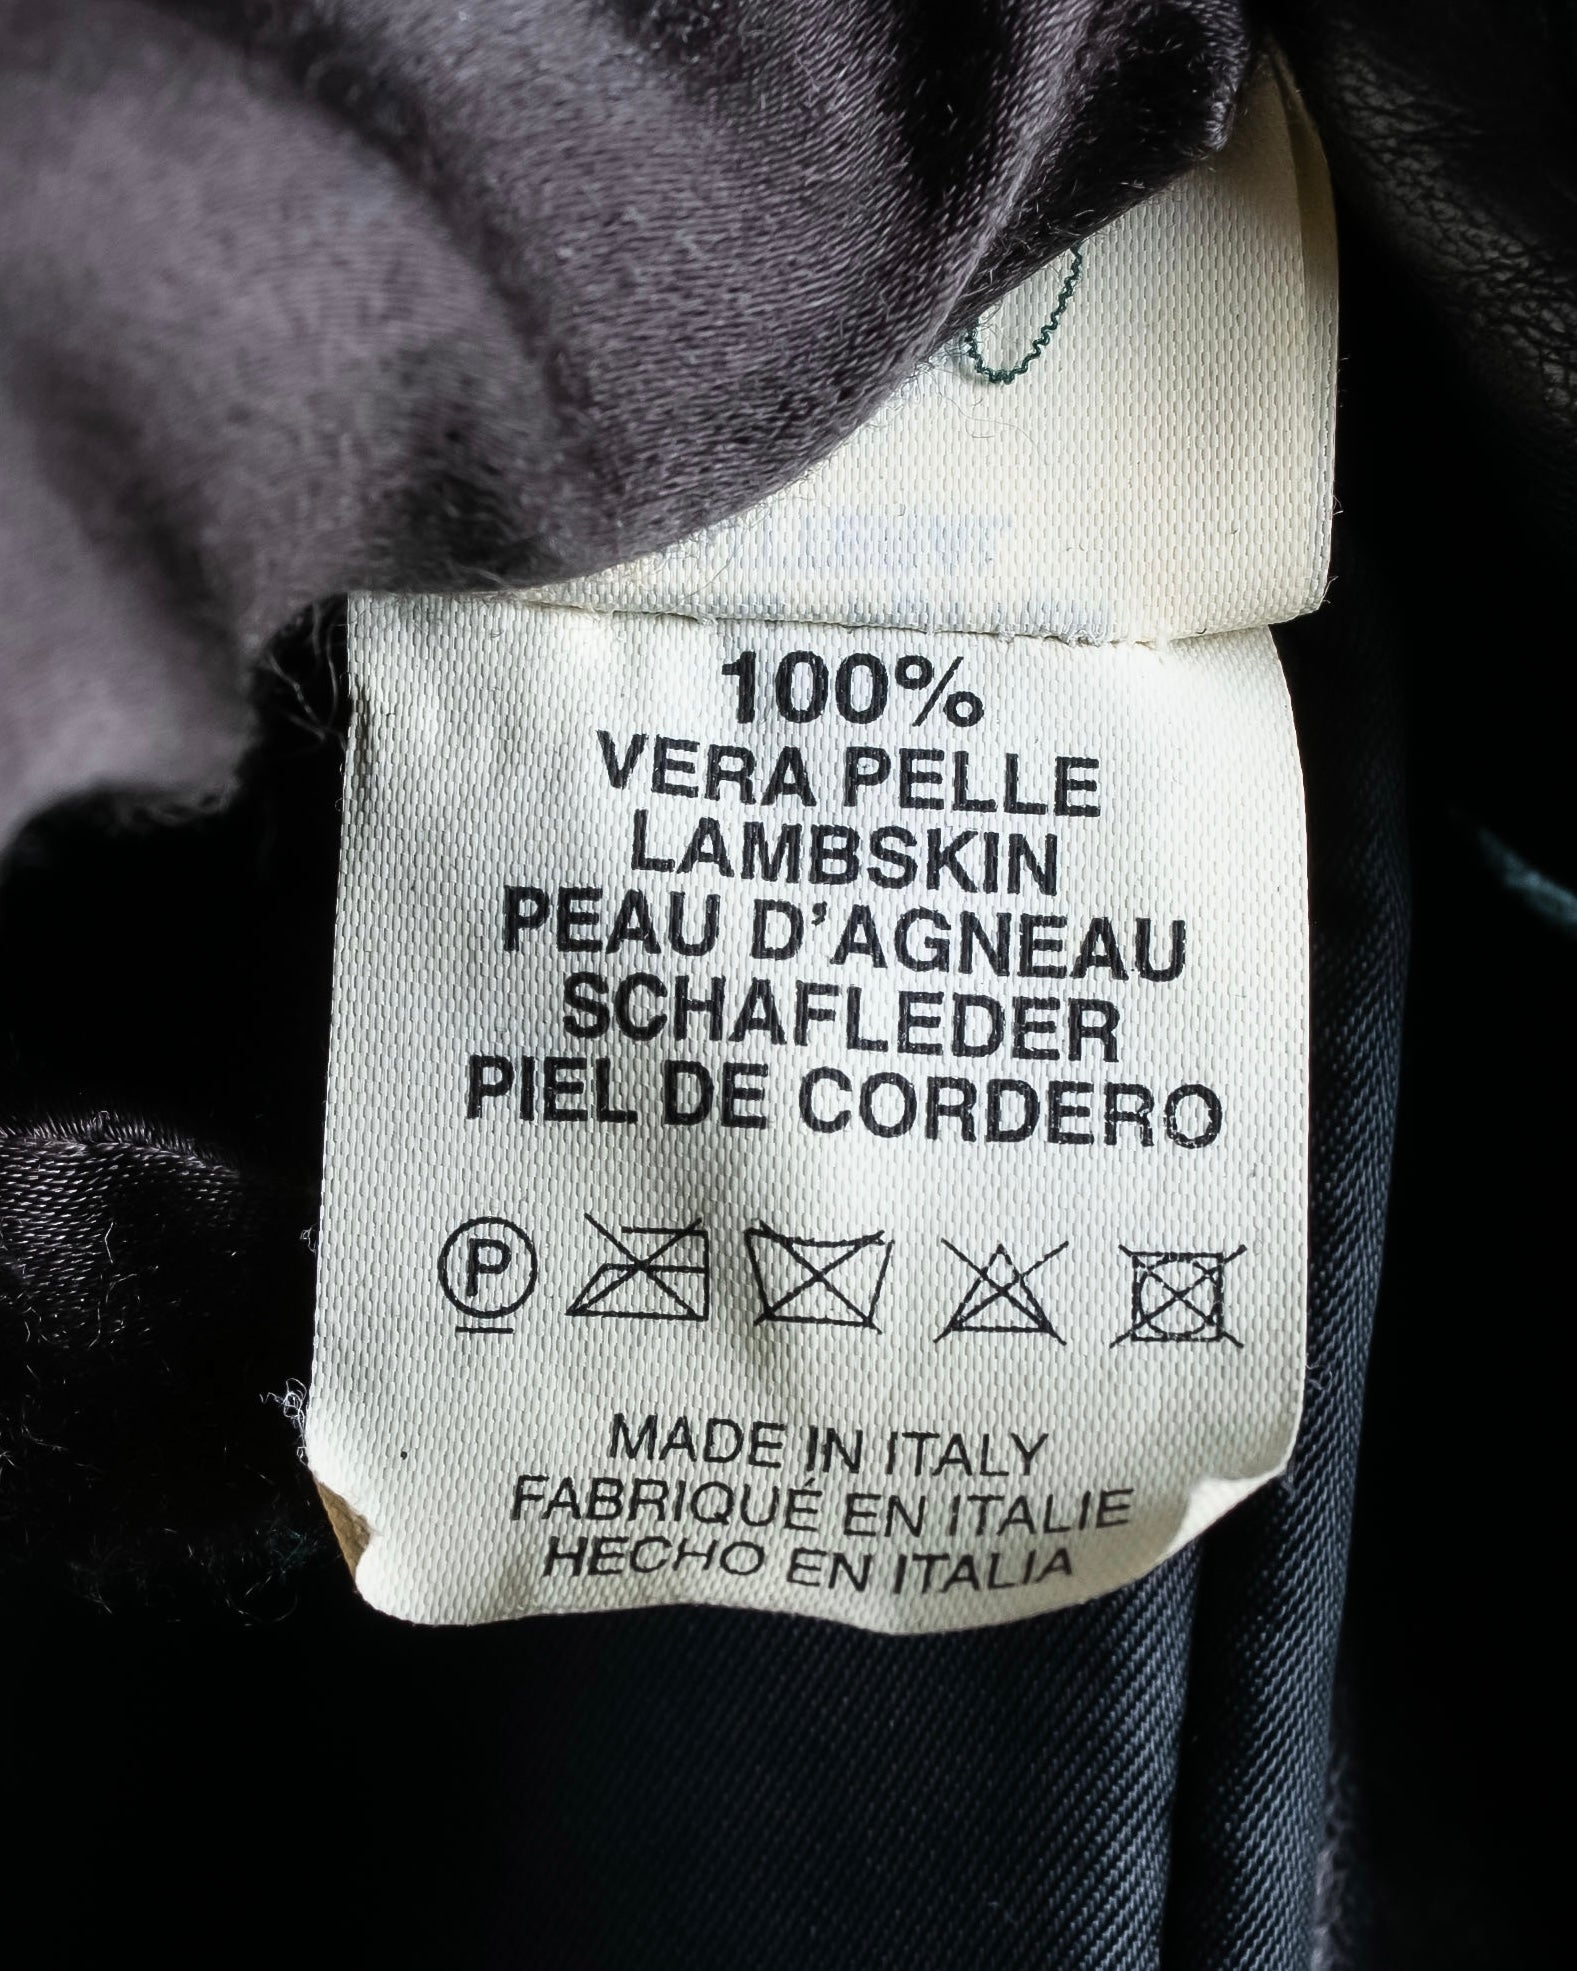 100%
VERA PELLE
LAMBSKIN
PEAU D'AGNEAU
SCHAFLEDER
PIEL DE CORDERO
P
MADE IN ITALY
FABRIQUÉ EN ITALIE
HECHO EN ITALIA